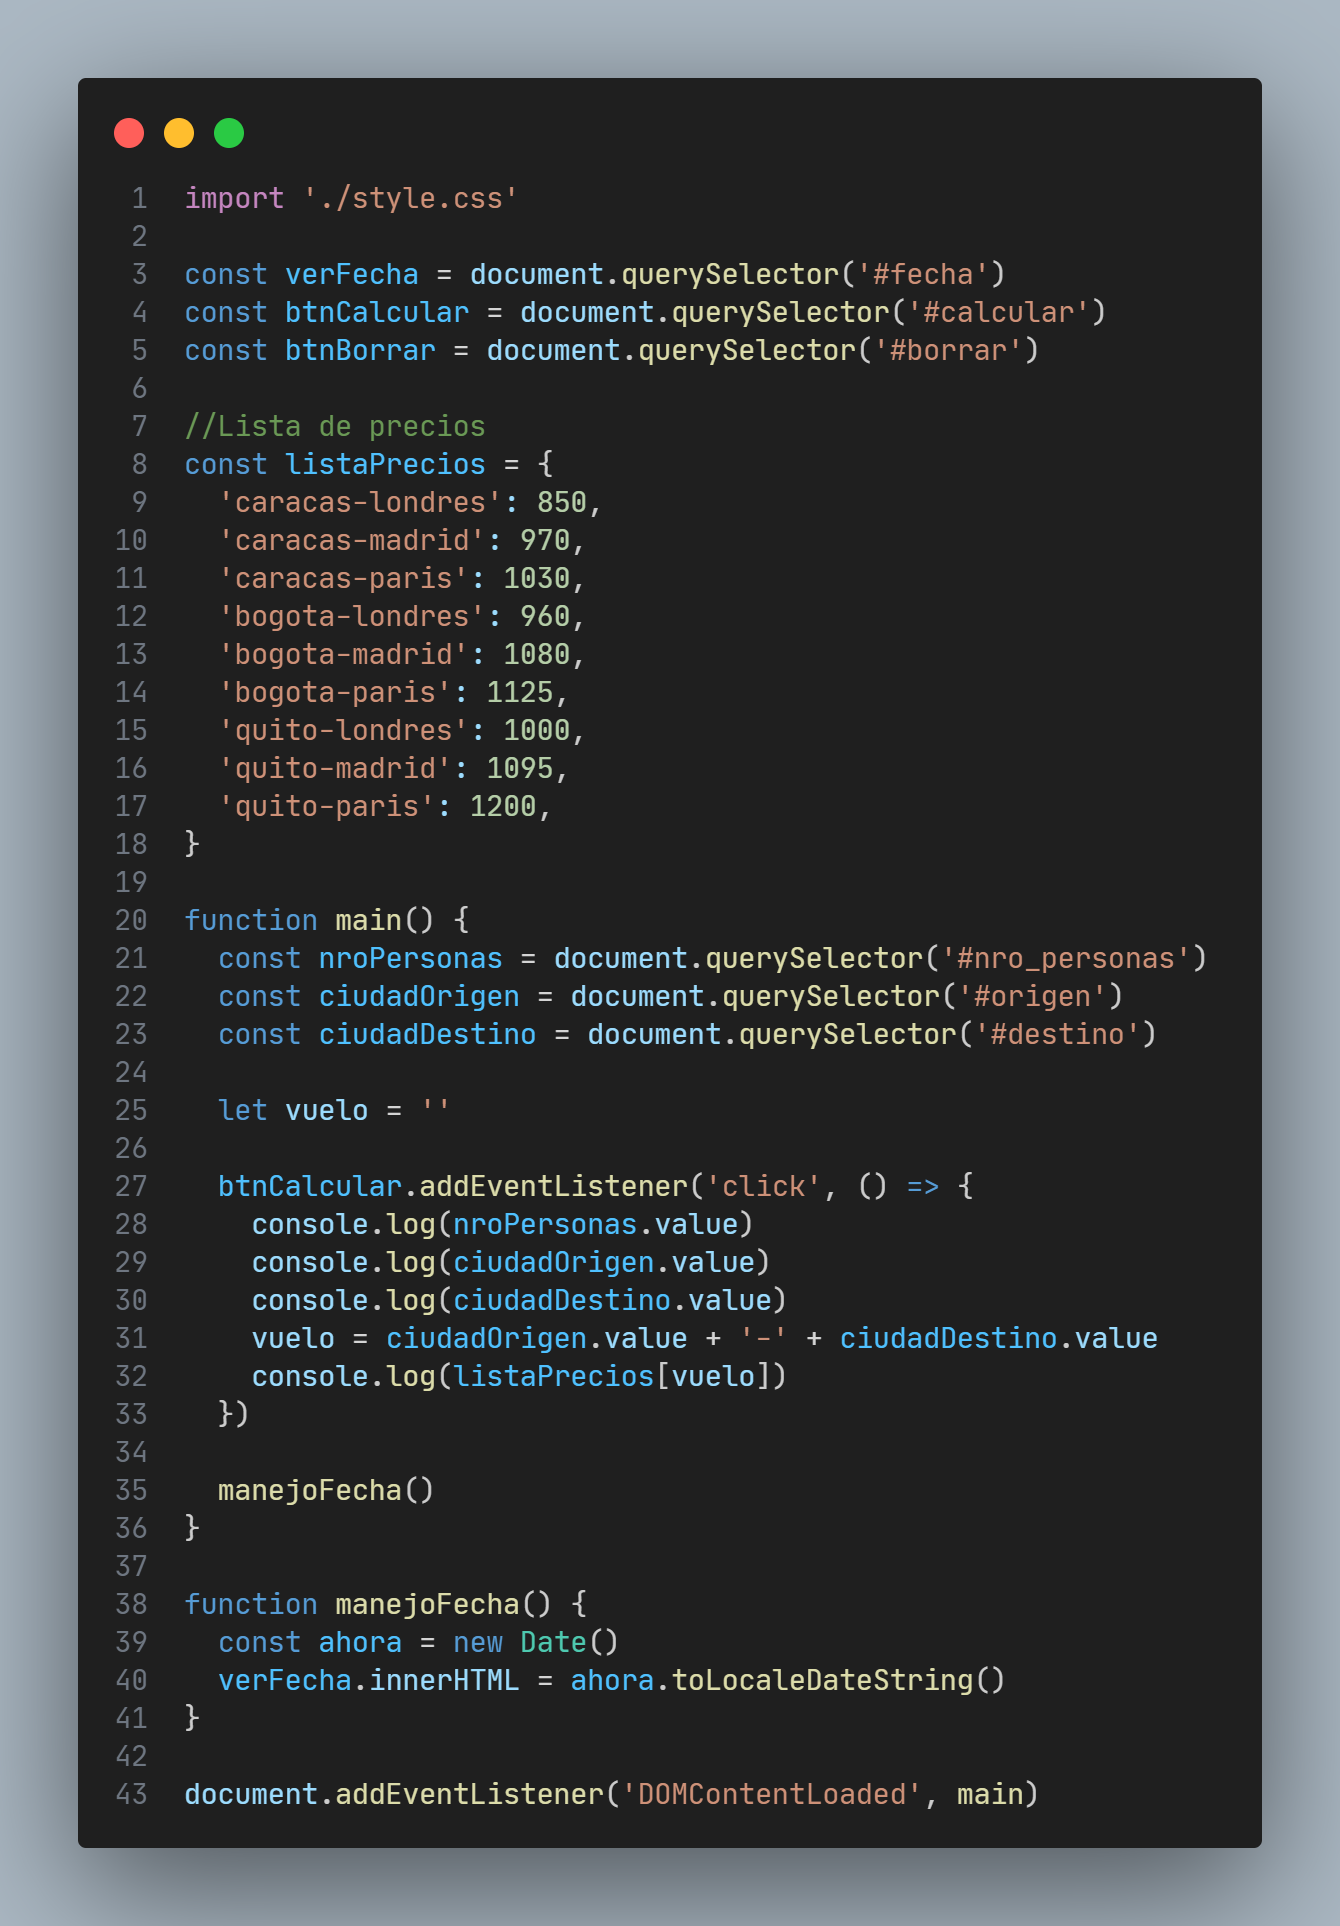 1 import './style.css'
2
3 const verFecha = document.querySelector('#fecha')
4 const btnCalcular = document.querySelector('#calcular')
5 const btnBorrar = document.querySelector('#borrar')
6
7 //Lista de precios
8 const listaPrecios = {
9   'caracas-londres': 850,
10   'caracas-madrid': 970,
11   'caracas-paris': 1030,
12   'bogota-londres': 960,
13   'bogota-madrid': 1080,
14   'bogota-paris': 1125,
15   'quito-londres': 1000,
16   'quito-madrid': 1095,
17   'quito-paris': 1200,
18 }
19
20 function main() {
21   const nroPersonas = document.querySelector('#nro_personas')
22   const ciudadOrigen = document.querySelector('#origen')
23   const ciudadDestino = document.querySelector('#destino')
24
25   let vuelo = ''
26
27   btnCalcular.addEventListener('click', () => {
28     console.log(nroPersonas.value)
29     console.log(ciudadOrigen.value)
30     console.log(ciudadDestino.value)
31     vuelo = ciudadOrigen.value + '-' + ciudadDestino.value
32     console.log(listaPrecios[vuelo])
33   })
34
35   manejoFecha()
36 }
37
38 function manejoFecha() {
39   const ahora = new Date()
40   verFecha.innerHTML = ahora.toLocaleDateString()
41 }
42
43 document.addEventListener('DOMContentLoaded', main)